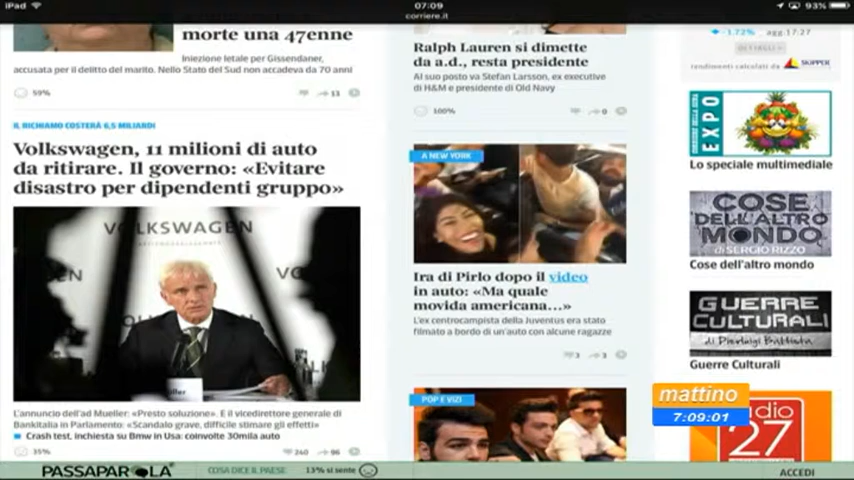 iPad
07:09
93%
corriere.it
morte una 47enne
Iniezione letale per Gissendaner,
accusata per il delitto del marito. Nello Stato del Sud non accadeva da 70 anni
59%
13
IL RICHIAMO COSTERÀ 6,5 MILIARDI
Volkswagen, 11 milioni di auto
da ritirare. Il governo: «Evitare
disastro per dipendenti gruppo»
VOLKSWAGEN
L'annuncio dell'ad Mueller: «Presto soluzione». E il vicedirettore generale di
Bankitalia in Parlamento: «Scandalo grave, difficile stimare gli effetti»
Crash test, inchiesta su Bmw in Usa: coinvolte 30mila auto
35%
240
96
Ralph Lauren si dimette
da a.d., resta presidente
Al suo posto va Stefan Larsson, ex executive
di H&M e presidente di Old Navy
100%
0
A NEW YORK
Ira di Pirlo dopo il video
in auto: «Ma quale
movida americana...»
L'ex centrocampista della Juventus era stato
filmato a bordo di un'auto con alcune ragazze
3
3
POP E VIZI
-1.72%
agg 17:27
DETTAGLI
rendimenti calcolati da
SKIPPER
EXPO
Lo speciale multimediale
COSE
DELL'ALTRO
MONDO
di SERGIO RIZZO
Cose dell'altro mondo
GUERRE
CULTURALI
di Pierluigi Battista
Guerre Culturali
mattino
7:09:01
27
PASSAPAROLA
COSA DICE IL PAESE
13% si sente
ACCEDI